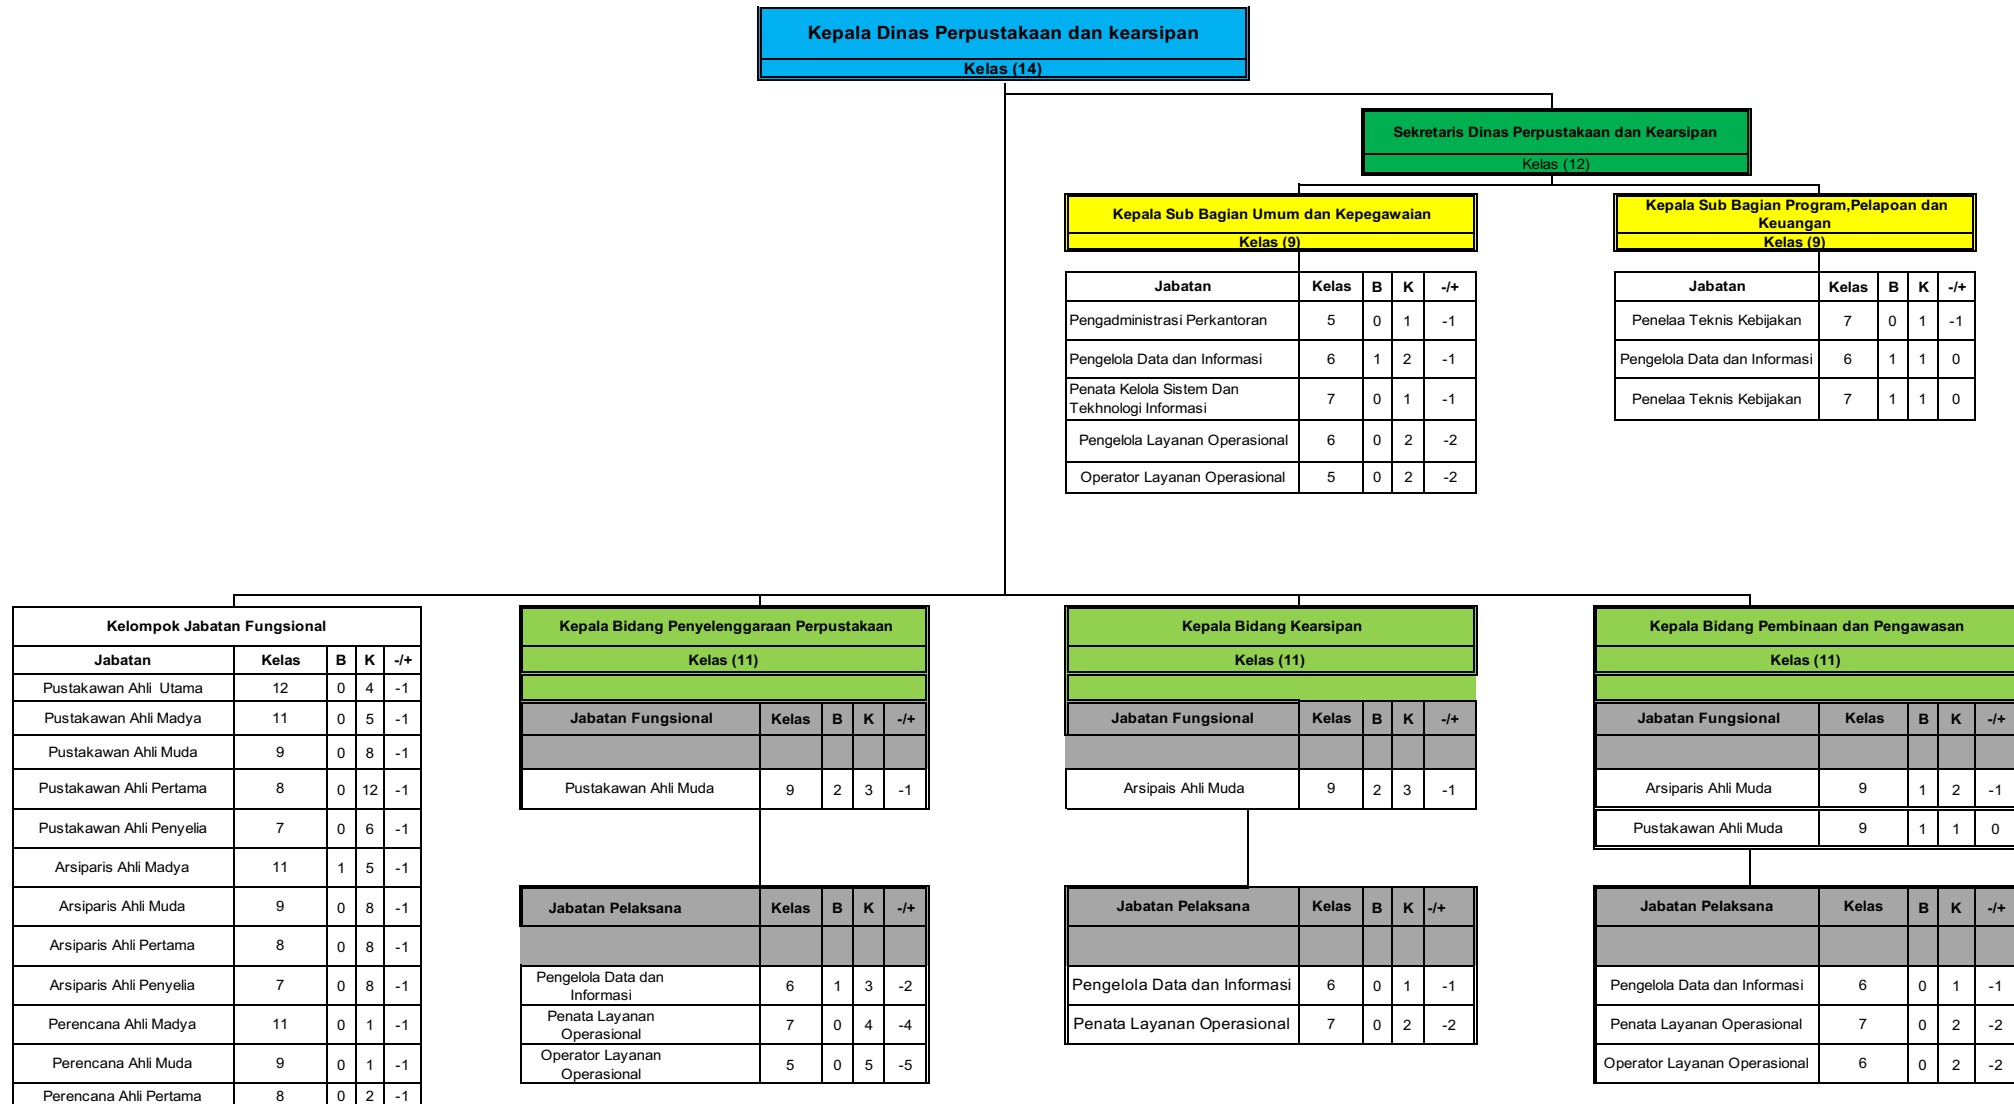 Kepala Dinas Perpustakaan dan kearsipan
Kelas (14)
Sekretaris Dinas Perpustakaan dan Kearsipan
Kelas (12)
Kepala Sub Bagian Umum dan Kepegawaian
Kelas (9)
Jabatan Kelas B K -/+
Pengadministrasi Perkantoran 5 0 1 -1
Pengelola Data dan Informasi 6 1 2 -1
Penata Kelola Sistem Dan
Tekhnologi Informasi 7 0 1 -1
Pengelola Layanan Operasional 6 0 2 -2
Operator Layanan Operasional 5 0 2 -2
Kepala Sub Bagian Program,Pelapoan dan
Keuangan
Kelas (9)
Jabatan Kelas B K -/+
Penelaa Teknis Kebijakan 7 0 1 -1
Pengelola Data dan Informasi 6 1 1 0
Penelaa Teknis Kebijakan 7 1 1 0
Kelompok Jabatan Fungsional
Jabatan Kelas B K -/+
Pustakawan Ahli Utama 12 0 4 -1
Pustakawan Ahli Madya 11 0 5 -1
Pustakawan Ahli Muda 9 0 8 -1
Pustakawan Ahli Pertama 8 0 12 -1
Pustakawan Ahli Penyelia 7 0 6 -1
Arsiparis Ahli Madya 11 1 5 -1
Arsiparis Ahli Muda 9 0 8 -1
Arsiparis Ahli Pertama 8 0 8 -1
Arsiparis Ahli Penyelia 7 0 8 -1
Perencana Ahli Madya 11 0 1 -1
Perencana Ahli Muda 9 0 1 -1
Perencana Ahli Pertama 8 0 2 -1
Kepala Bidang Penyelenggaraan Perpustakaan
Kelas (11)
Jabatan Fungsional Kelas B K -/+
Pustakawan Ahli Muda 9 2 3 -1
Jabatan Pelaksana Kelas B K -/+
Pengelola Data dan
Informasi 6 1 3 -2
Penata Layanan
Operasional 7 0 4 -4
Operator Layanan
Operasional 5 0 5 -5
Kepala Bidang Kearsipan
Kelas (11)
Jabatan Fungsional Kelas B K -/+
Arsipais Ahli Muda 9 2 3 -1
Jabatan Pelaksana Kelas B K -/+
Pengelola Data dan Informasi 6 0 1 -1
Penata Layanan Operasional 7 0 2 -2
Kepala Bidang Pembinaan dan Pengawasan
Kelas (11)
Jabatan Fungsional Kelas B K -/+
Arsiparis Ahli Muda 9 1 2 -1
Pustakawan Ahli Muda 9 1 1 0
Jabatan Pelaksana Kelas B K -/+
Pengelola Data dan Informasi 6 0 1 -1
Penata Layanan Operasional 7 0 2 -2
Operator Layanan Operasional 6 0 2 -2